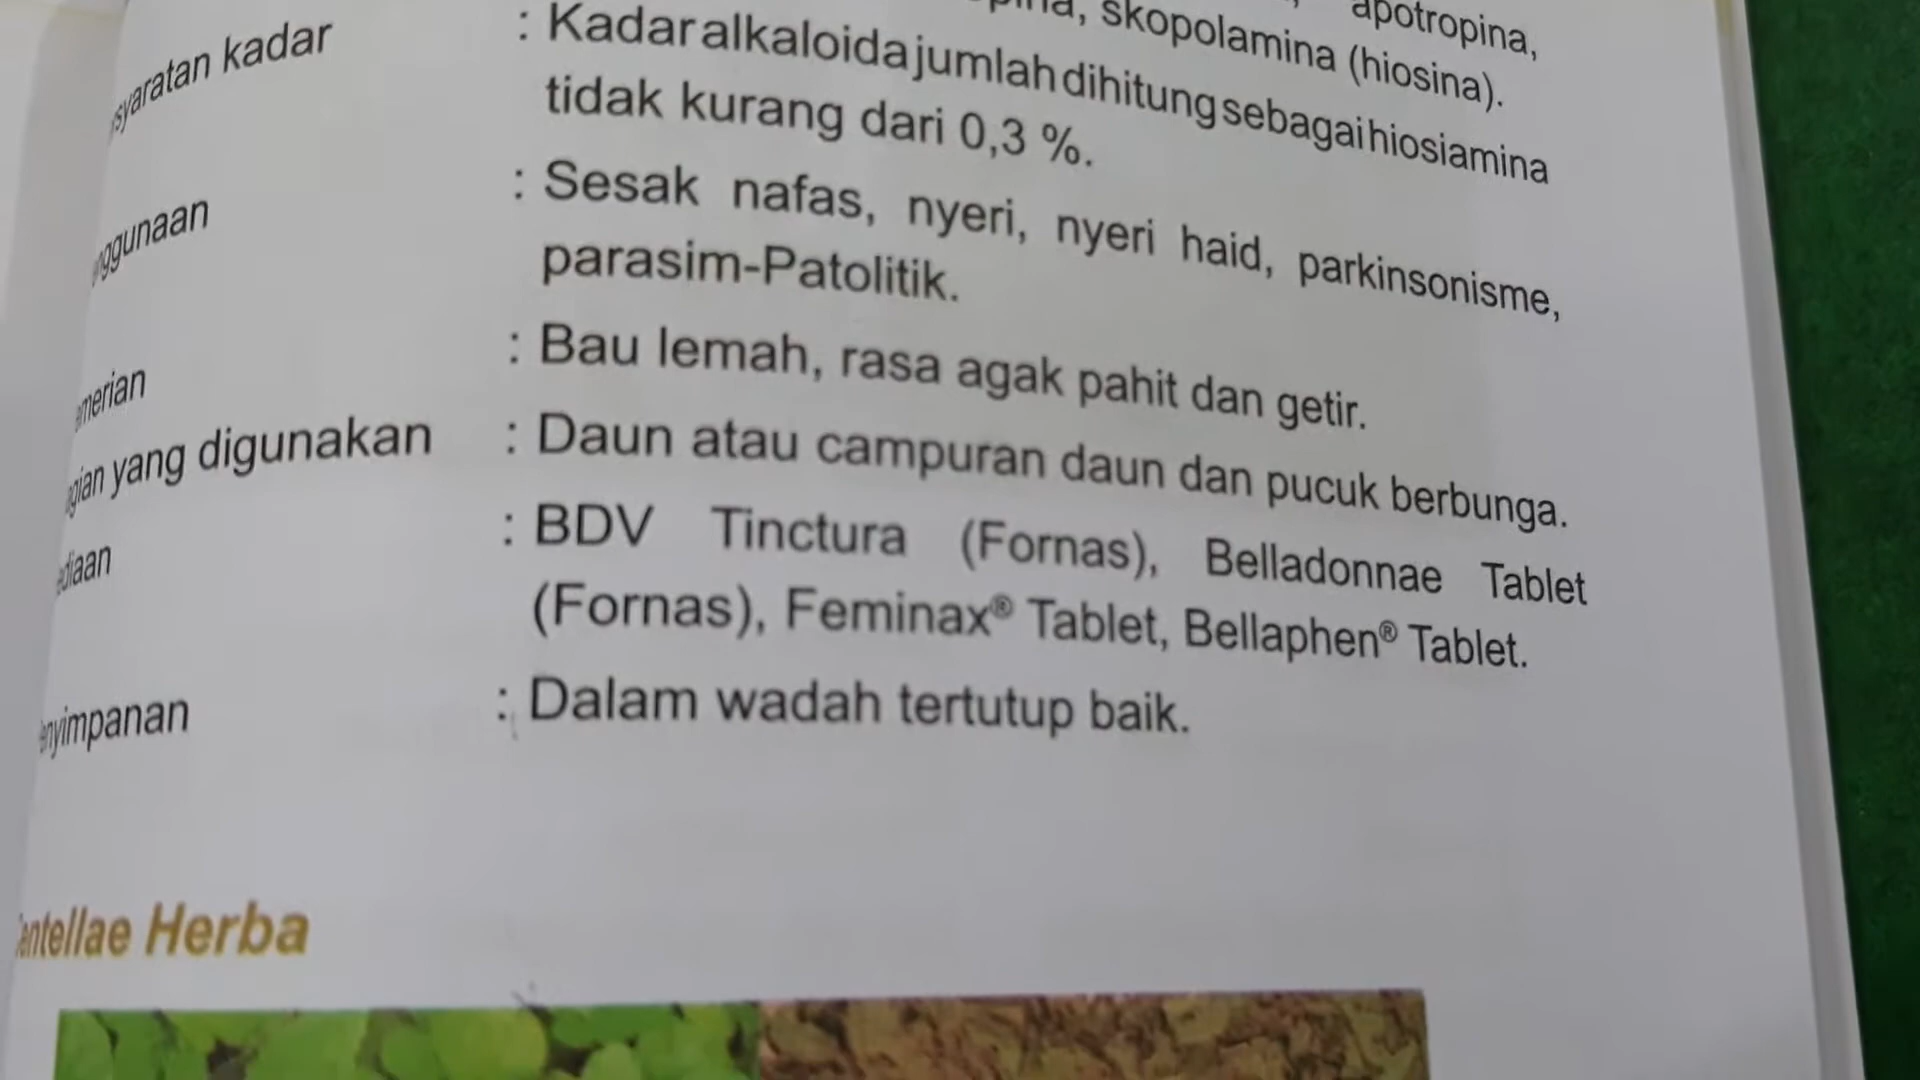 apotropina,
skopolamina (hiosina).
syaratan kadar : Kadar alkaloida jumlah dihitung sebagai hiosiamina
tidak kurang dari 0,3 %.
nggunaan : Sesak nafas, nyeri, nyeri haid, parkinsonisme,
parasim-Patolitik.
merian : Bau lemah, rasa agak pahit dan getir.
gian yang digunakan : Daun atau campuran daun dan pucuk berbunga.
diaan : BDV Tinctura (Fornas), Belladonnae Tablet
(Fornas), Feminax® Tablet, Bellaphen® Tablet.
nyimpanan : Dalam wadah tertutup baik.
entellae Herba